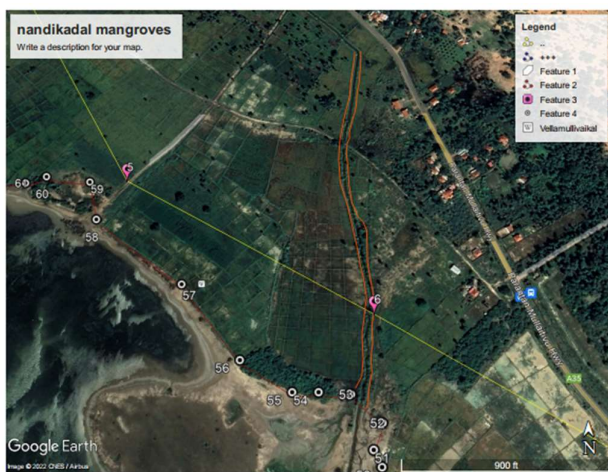 nandikadal mangroves
Write a description for your map.
Legend
..
+++
Feature 1
Feature 2
Feature 3
Feature 4
Vellamullivaikal
5
60
59
58
57
6
56
55
54
53
52
51
A35
Google Earth
Image © 2022 CNES / Airbus
900 ft
N